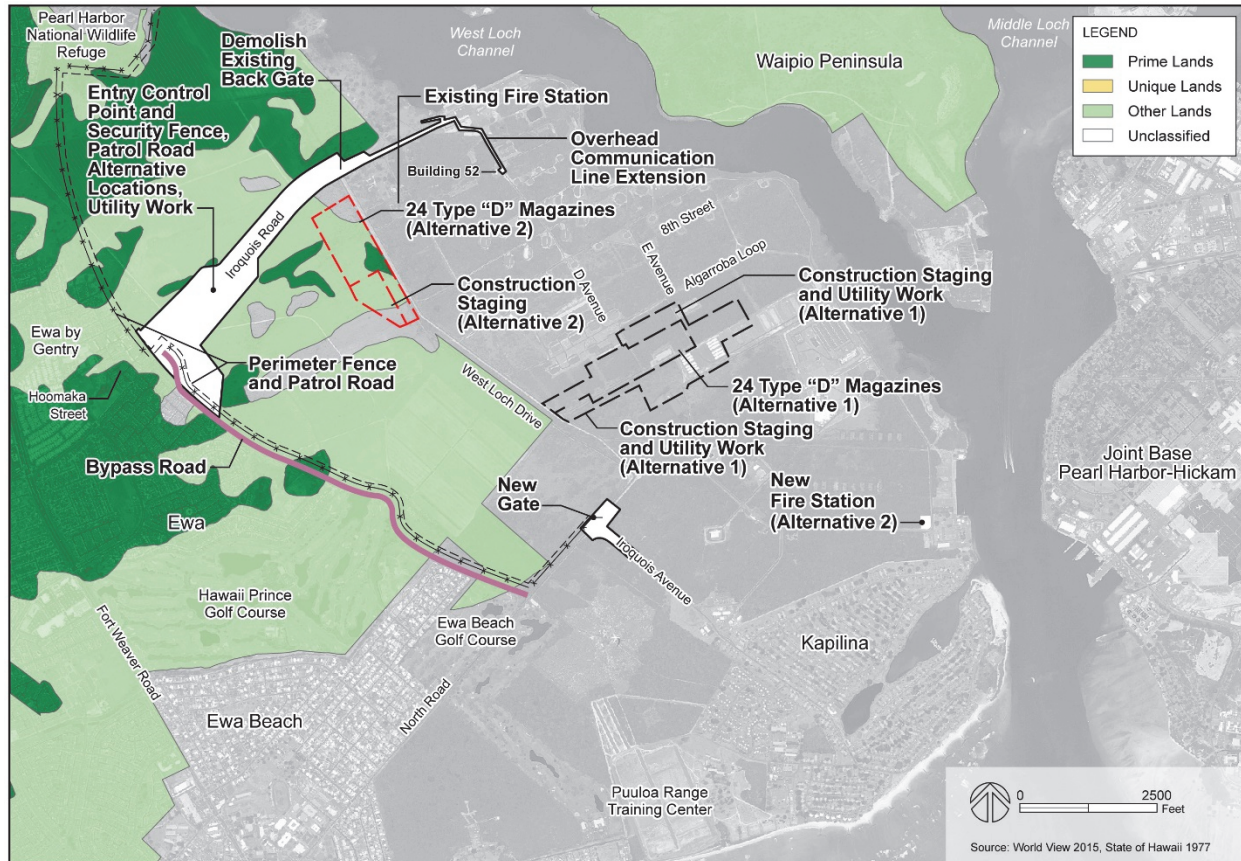 Pearl Harbor
National Wildlife
Refuge
Demolish
Existing
Back Gate
West Loch
Channel
Middle Loch
Channel
Waipio Peninsula
LEGEND
Prime Lands
Unique Lands
Other Lands
Unclassified
Entry Control
Point and
Security Fence,
Patrol Road
Alternative
Locations,
Utility Work
Existing Fire Station
Overhead
Communication
Line Extension
Building 52
Iroquois Road
24 Type “D” Magazines
(Alternative 2)
8th Street
E Avenue
Algarroba Loop
D Avenue
Construction
Staging
(Alternative 2)
Construction Staging
and Utility Work
(Alternative 1)
Ewa by
Gentry
Perimeter Fence
and Patrol Road
Hoomaka
Street
West Loch Drive
24 Type “D” Magazines
(Alternative 1)
Construction Staging
and Utility Work
(Alternative 1)
Joint Base
Pearl Harbor-Hickam
Bypass Road
New
Gate
New
Fire Station
(Alternative 2)
Ewa
Iroquois Avenue
Hawaii Prince
Golf Course
Ewa Beach
Golf Course
Kapilina
Fort Weaver Road
North Road
Ewa Beach
Puuloa Range
Training Center
0 2500
Feet
Source: World View 2015, State of Hawaii 1977